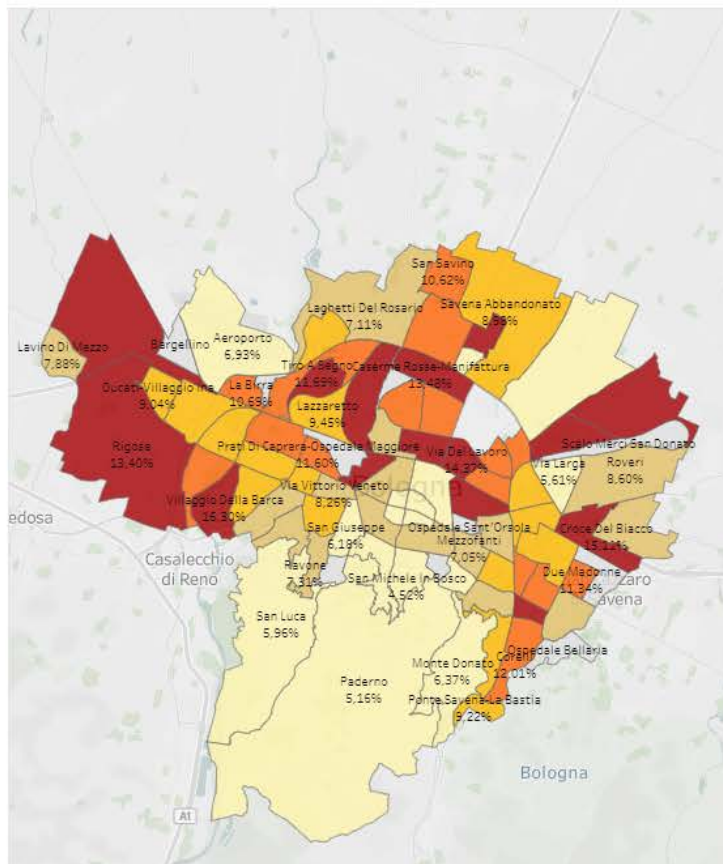 San Savino
10,62%
Savena Abbandonato
8,98%
Laghetti Del Rosario
7,11%
Bargellino
Aeroporto
6,93%
Lavino Di Mezzo
7,88%
Tiro A Segno
11,69%
Caserme Rosse-Manifattura
13,48%
Ducati-Villaggio Ina
9,04%
La Birra
10,69%
Lazzaretto
9,45%
Rigosa
13,40%
Prati Di Caprara-Ospedale Maggiore
11,60%
Via Del Lavoro
14,37%
Scalo Merci San Donato
Via Larga
5,61%
Roveri
8,60%
Villaggio Della Barca
16,30%
Via Vittorio Veneto
8,26%
Bologna
edosa
San Giuseppe
6,18%
Ospedale Sant'Orsola
Mezzofanti
7,05%
Croce Del Biacco
15,12%
Casalecchio
di Reno
Ravone
7,31%
San Michele in Bosco
4,52%
Due Madonne
11,34%
zaro
avena
San Luca
5,96%
Ospedale Bellaria
Corelli
12,01%
Monte Donato
6,37%
Paderno
5,16%
Ponte Savena-La Bastia
9,22%
Bologna
A1